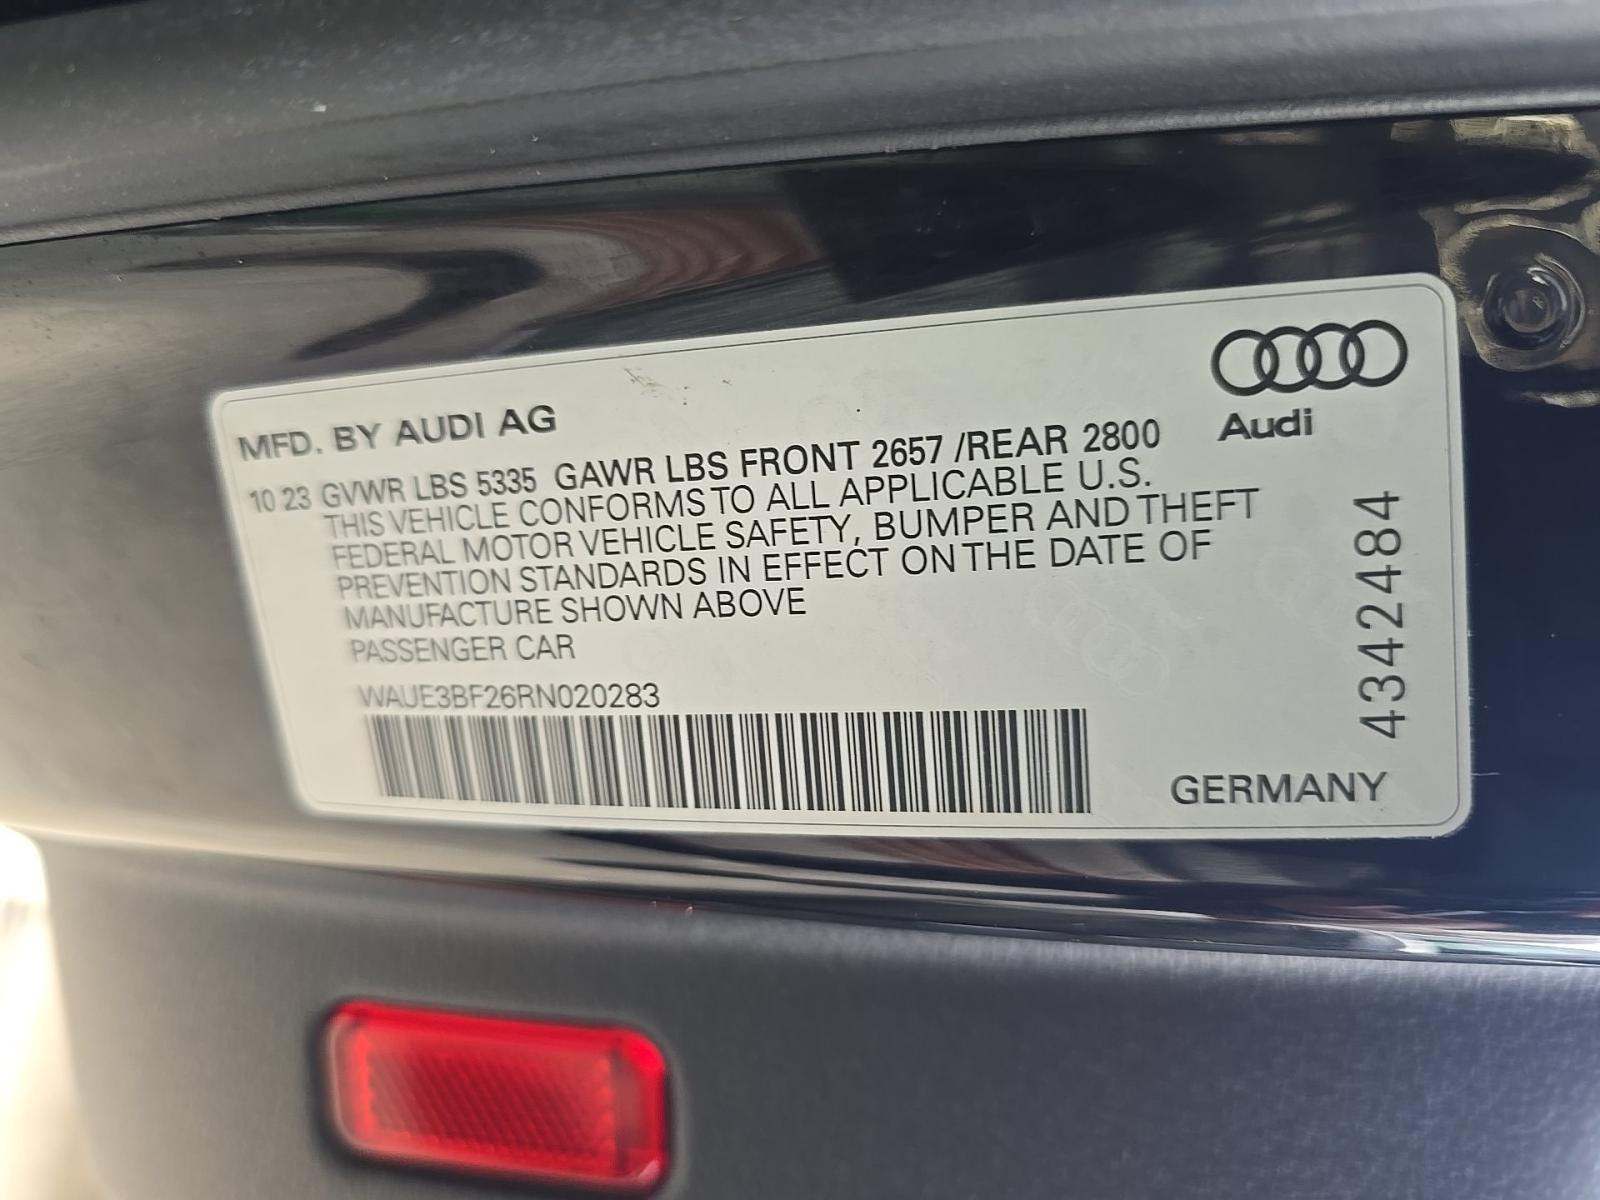 MFD. BY AUDI AG
10 23 GVWR LBS 5335 GAWR LBS FRONT 2657 /REAR 2800
THIS VEHICLE CONFORMS TO ALL APPLICABLE U.S.
FEDERAL MOTOR VEHICLE SAFETY, BUMPER AND THEFT
PREVENTION STANDARDS IN EFFECT ON THE DATE OF
MANUFACTURE SHOWN ABOVE
PASSENGER CAR
WAUE3BF26RN020283
Audi
4342484
GERMANY